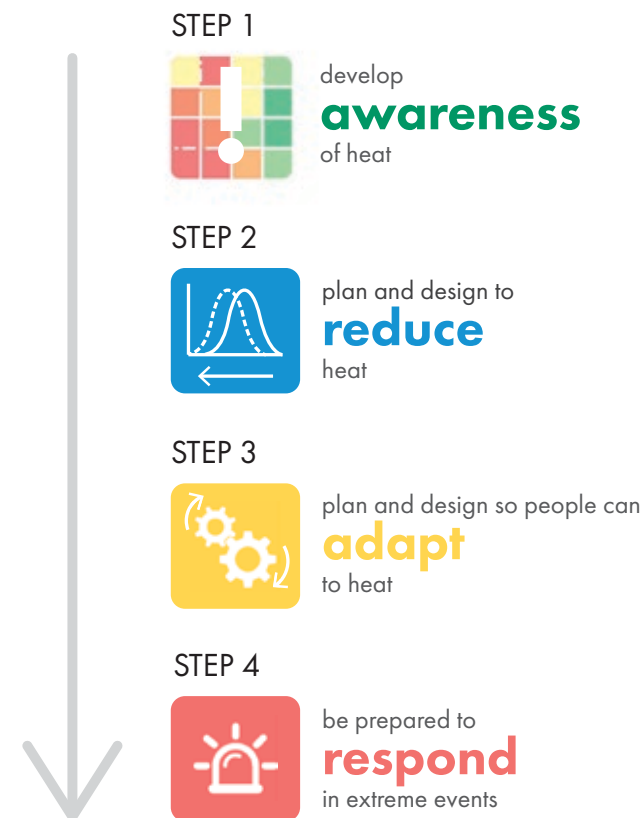 STEP 1
develop
awareness
of heat
STEP 2
plan and design to
reduce
heat
STEP 3
plan and design so people can
adapt
to heat
STEP 4
be prepared to
respond
in extreme events